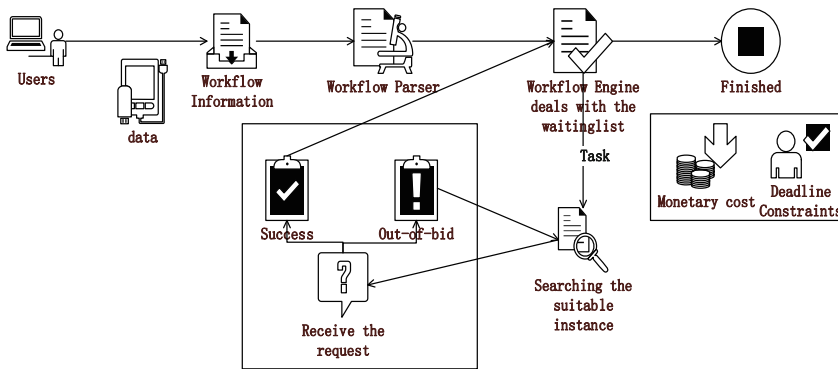 Users
data
Workflow
Information
Workflow Parser
Workflow Engine
deals with the
waitinglist
Finished
Task
Monetary cost
Deadline
Constraints
Success
Out-of-bid
?
Receive the
request
Searching the
suitable
instance